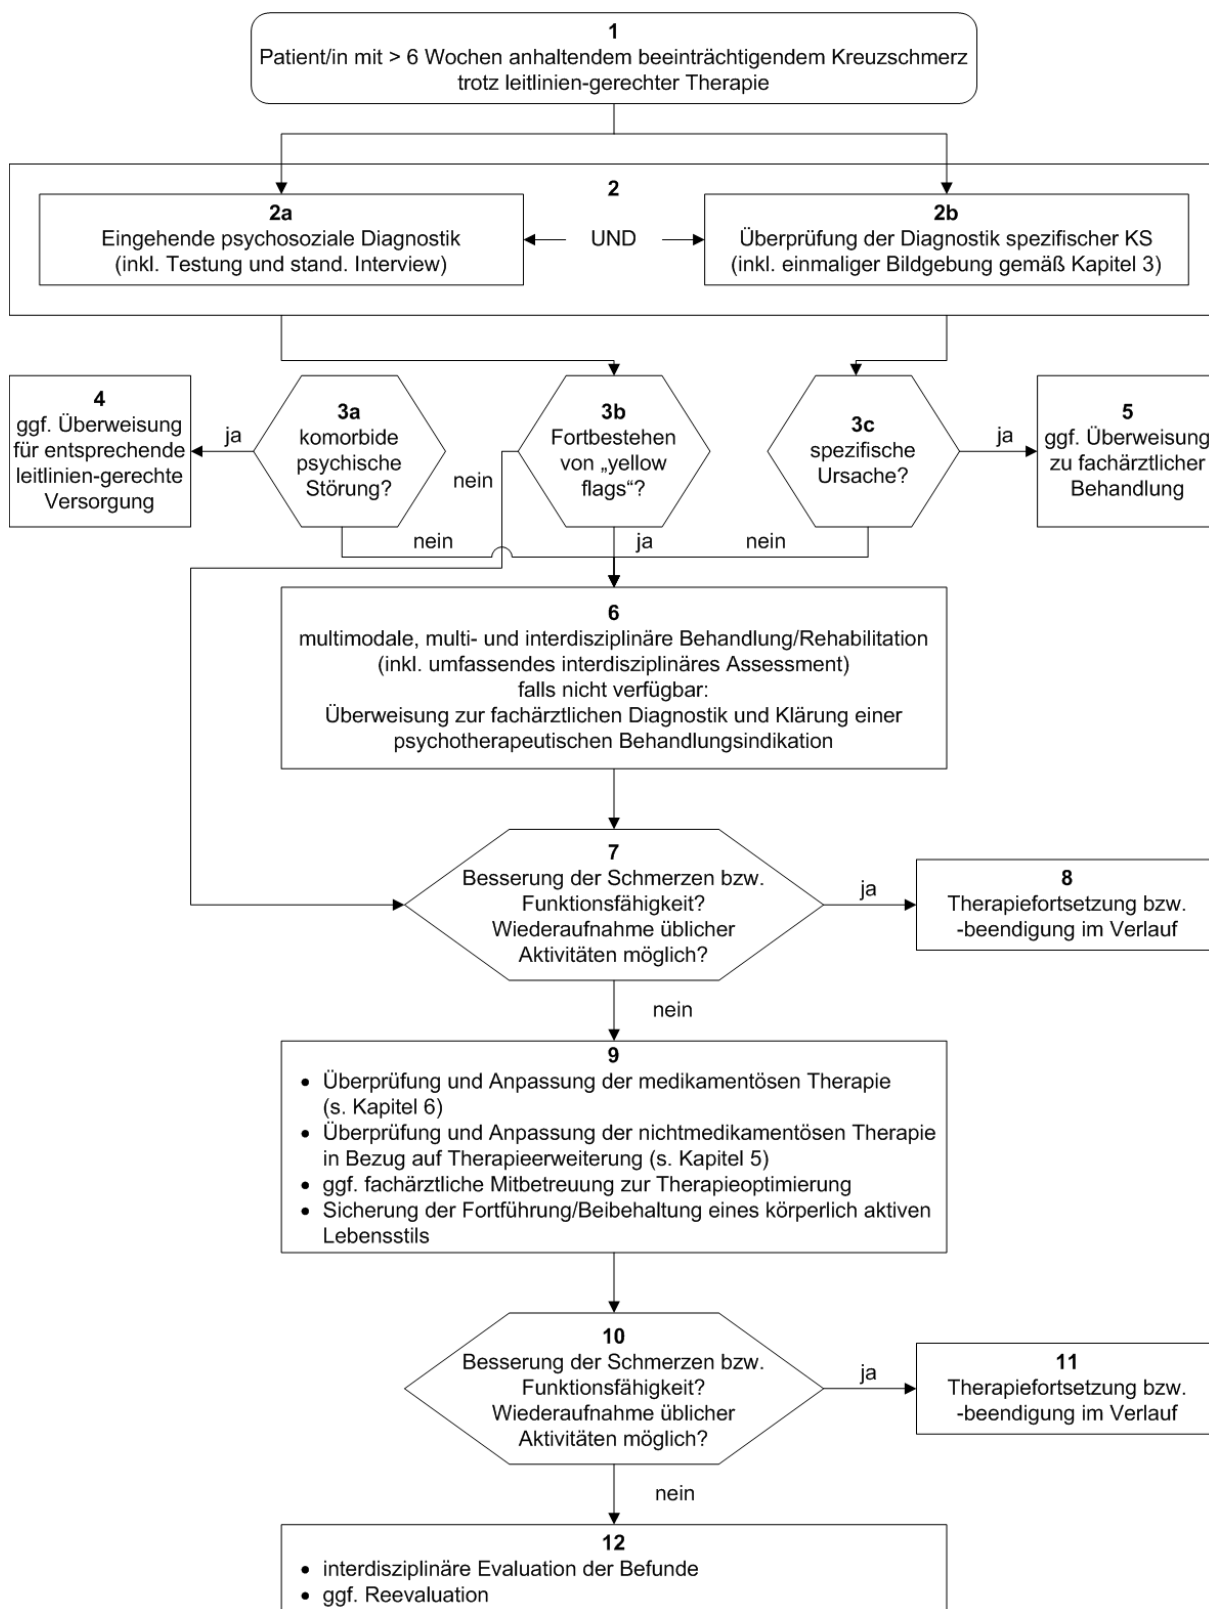 1
Patient/in mit > 6 Wochen anhaltendem beeinträchtigendem Kreuzschmerz
trotz leitlinien-gerechter Therapie
2
2a
Eingehende psychosoziale Diagnostik
(inkl. Testung und stand. Interview)
UND
2b
Überprüfung der Diagnostik spezifischer KS
(inkl. einmaliger Bildgebung gemäß Kapitel 3)
4
ggf. Überweisung
für entsprechende
leitlinien-gerechte
Versorgung
ja
3a
komorbide
psychische
Störung?
nein
nein
3b
Fortbestehen
von „yellow
flags“?
ja
3c
spezifische
Ursache?
nein
ja
5
ggf. Überweisung
zu fachärztlicher
Behandlung
6
multimodale, multi- und interdisziplinäre Behandlung/Rehabilitation
(inkl. umfassendes interdisziplinäres Assessment)
falls nicht verfügbar:
Überweisung zur fachärztlichen Diagnostik und Klärung einer
psychotherapeutischen Behandlungsindikation
7
Besserung der Schmerzen bzw.
Funktionsfähigkeit?
Wiederaufnahme üblicher
Aktivitäten möglich?
ja
8
Therapiefortsetzung bzw.
-beendigung im Verlauf
nein
9
• Überprüfung und Anpassung der medikamentösen Therapie
(s. Kapitel 6)
• Überprüfung und Anpassung der nichtmedikamentösen Therapie
in Bezug auf Therapieerweiterung (s. Kapitel 5)
• ggf. fachärztliche Mitbetreuung zur Therapieoptimierung
• Sicherung der Fortführung/Beibehaltung eines körperlich aktiven
Lebensstils
10
Besserung der Schmerzen bzw.
Funktionsfähigkeit?
Wiederaufnahme üblicher
Aktivitäten möglich?
ja
11
Therapiefortsetzung bzw.
-beendigung im Verlauf
nein
12
• interdisziplinäre Evaluation der Befunde
• ggf. Reevaluation